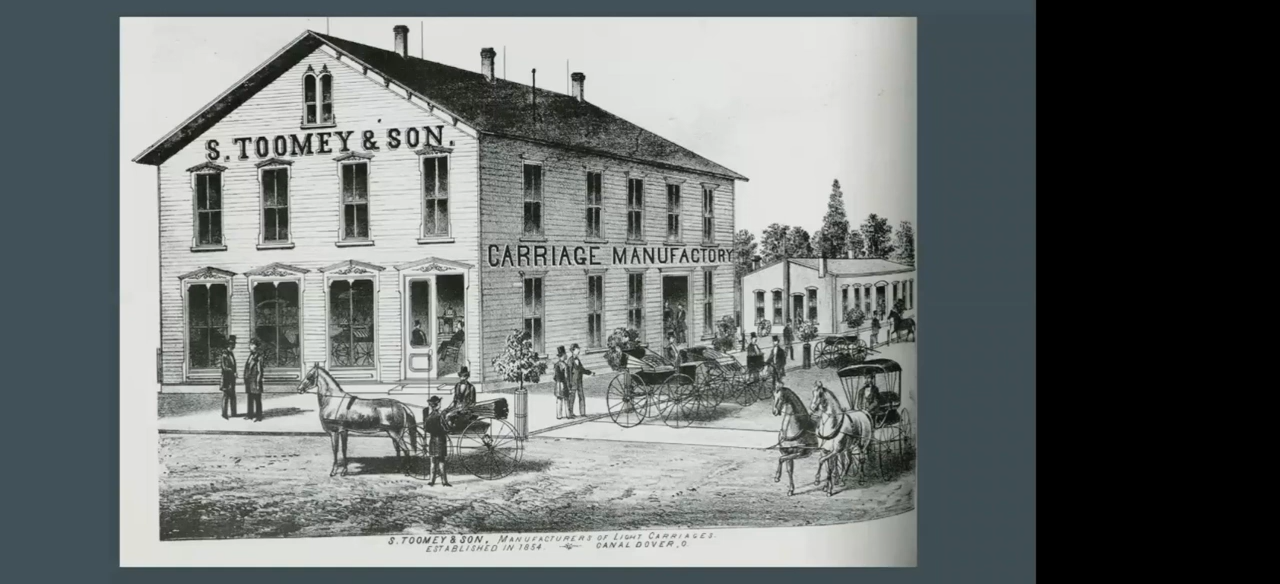 S. TOOMEY & SON.
CARRIAGE MANUFACTORY
S. TOOMEY & SON, MANUFACTURERS OF LIGHT CARRIAGES.
ESTABLISHED IN 1854. CANAL DOVER, O.